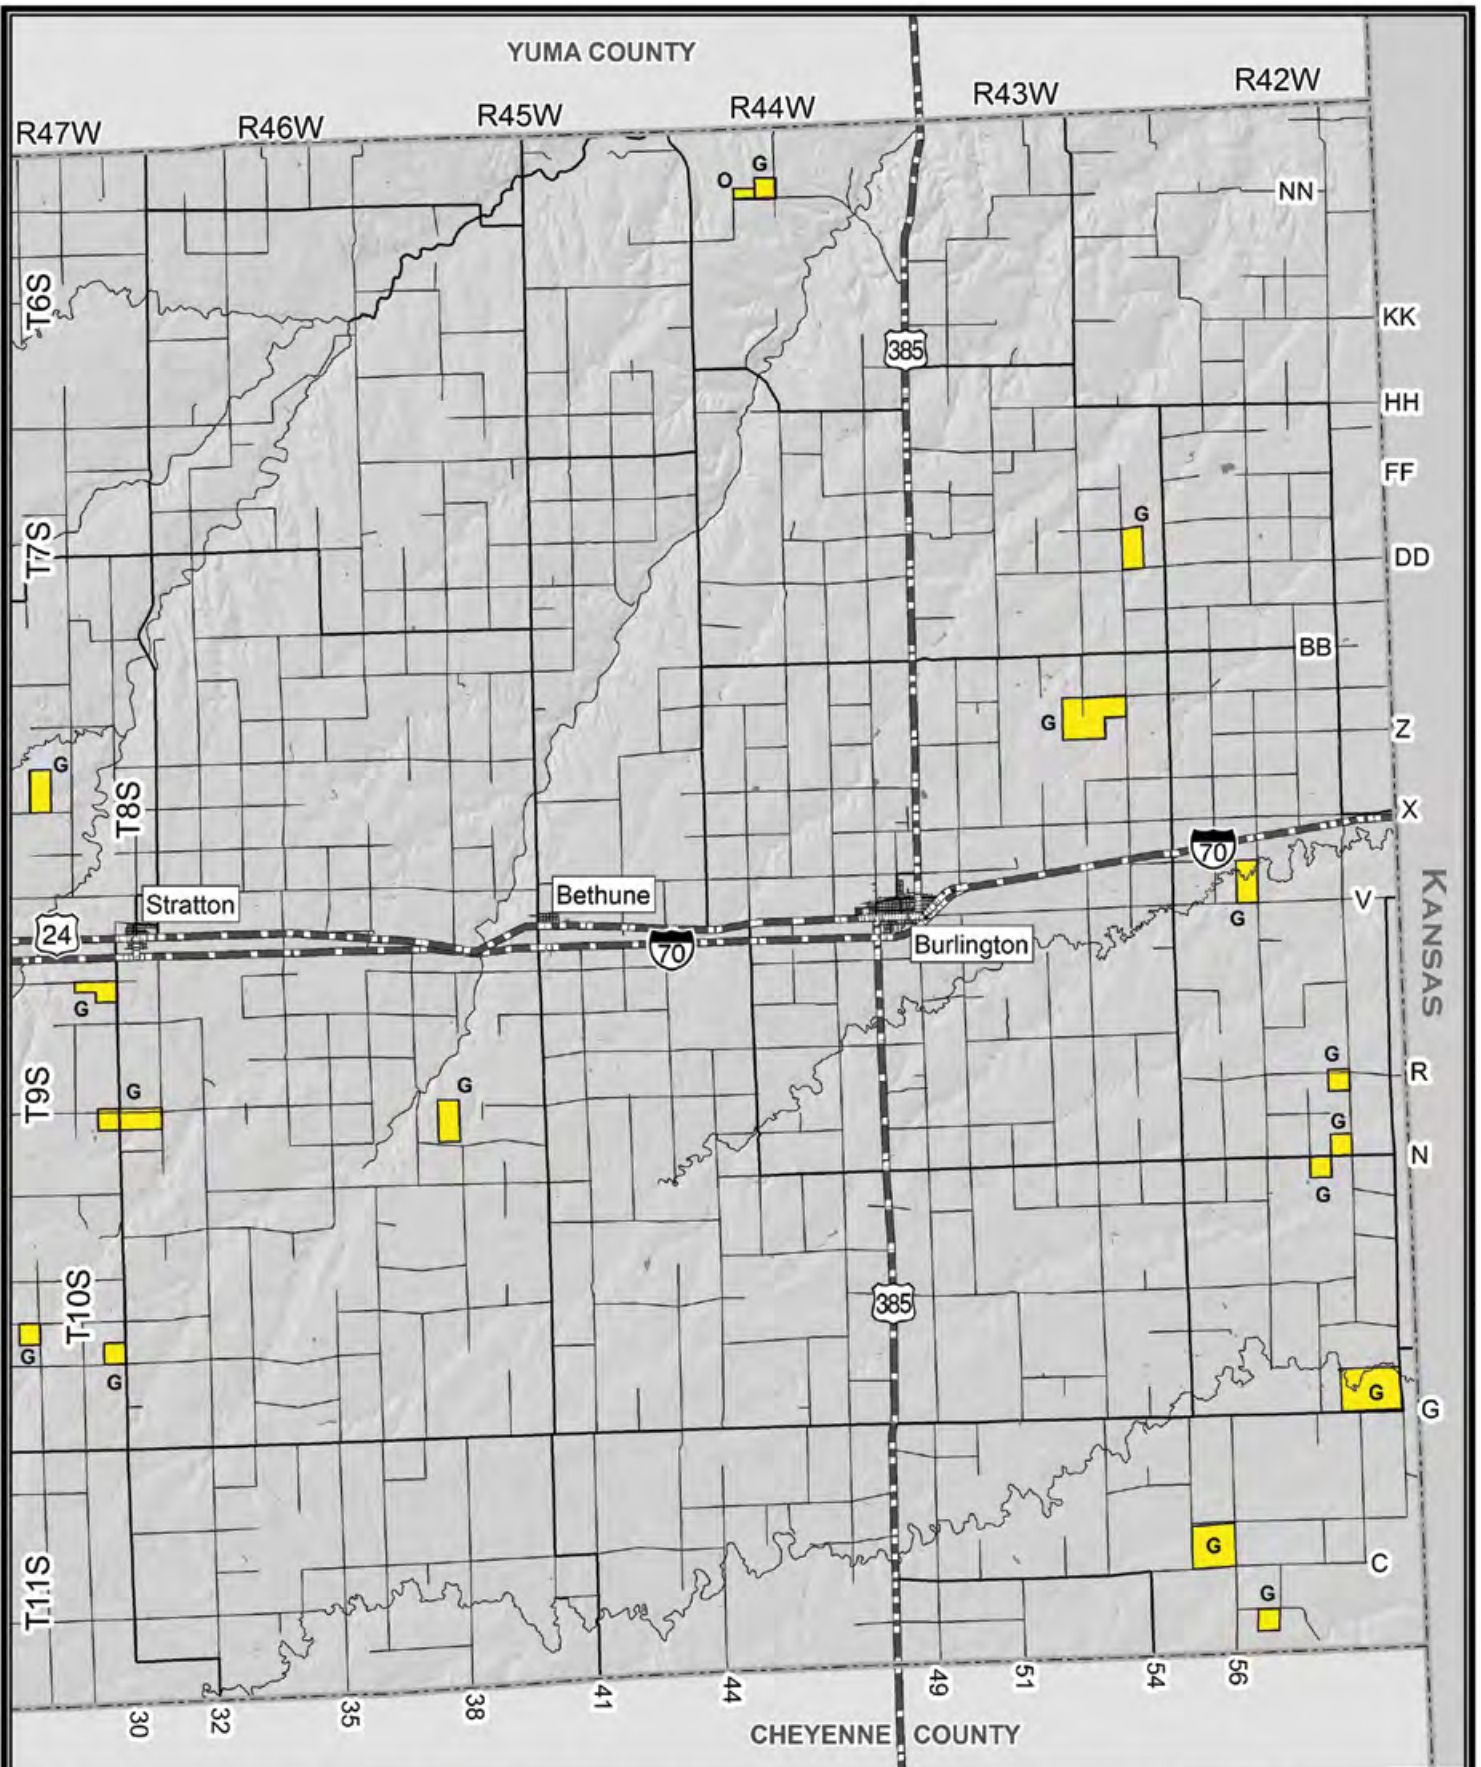 YUMA COUNTY
R47W
R46W
R45W
R44W
R43W
R42W
O
G
NN
T6S
KK
385
HH
FF
G
T7S
DD
BB
G
Z
G
T8S
X
70
Stratton
Bethune
V
G
24
70
Burlington
KANSAS
G
G
R
G
G
T9S
G
N
G
T10S
385
G
G
G
G
G
C
T11S
G
30
32
35
38
41
44
49
51
54
56
CHEYENNE COUNTY